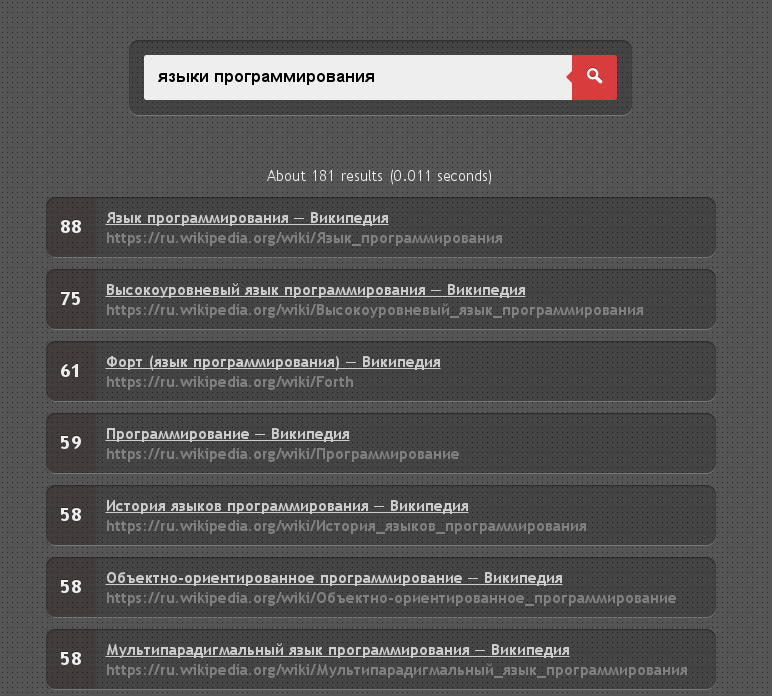 языки программирования
About 181 results (0.011 seconds)
88
Язык программирования — Википедия
https://ru.wikipedia.org/wiki/Язык_программирования
75
Высокоуровневый язык программирования — Википедия
https://ru.wikipedia.org/wiki/Высокоуровневый_язык_программирования
61
Форт (язык программирования) — Википедия
https://ru.wikipedia.org/wiki/Forth
59
Программирование — Википедия
https://ru.wikipedia.org/wiki/Программирование
58
История языков программирования — Википедия
https://ru.wikipedia.org/wiki/История_языков_программирования
58
Объектно-ориентированное программирование — Википедия
https://ru.wikipedia.org/wiki/Объектно-ориентированное_программирование
58
Мультипарадигмальный язык программирования — Википедия
https://ru.wikipedia.org/wiki/Мультипарадигмальный_язык_программирования